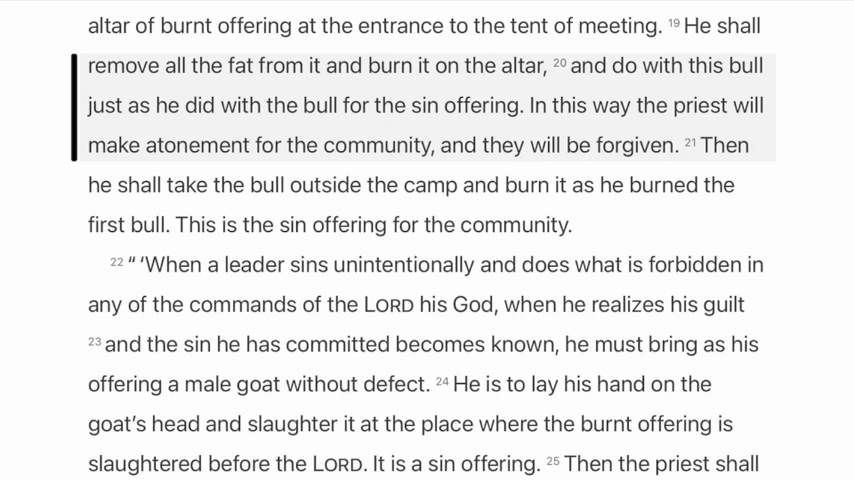 altar of burnt offering at the entrance to the tent of meeting. 19 He shall
remove all the fat from it and burn it on the altar, 20 and do with this bull
just as he did with the bull for the sin offering. In this way the priest will
make atonement for the community, and they will be forgiven. 21 Then
he shall take the bull outside the camp and burn it as he burned the
first bull. This is the sin offering for the community.
22 “ ‘When a leader sins unintentionally and does what is forbidden in
any of the commands of the LORD his God, when he realizes his guilt
23 and the sin he has committed becomes known, he must bring as his
offering a male goat without defect. 24 He is to lay his hand on the
goat’s head and slaughter it at the place where the burnt offering is
slaughtered before the LORD. It is a sin offering. 25 Then the priest shall